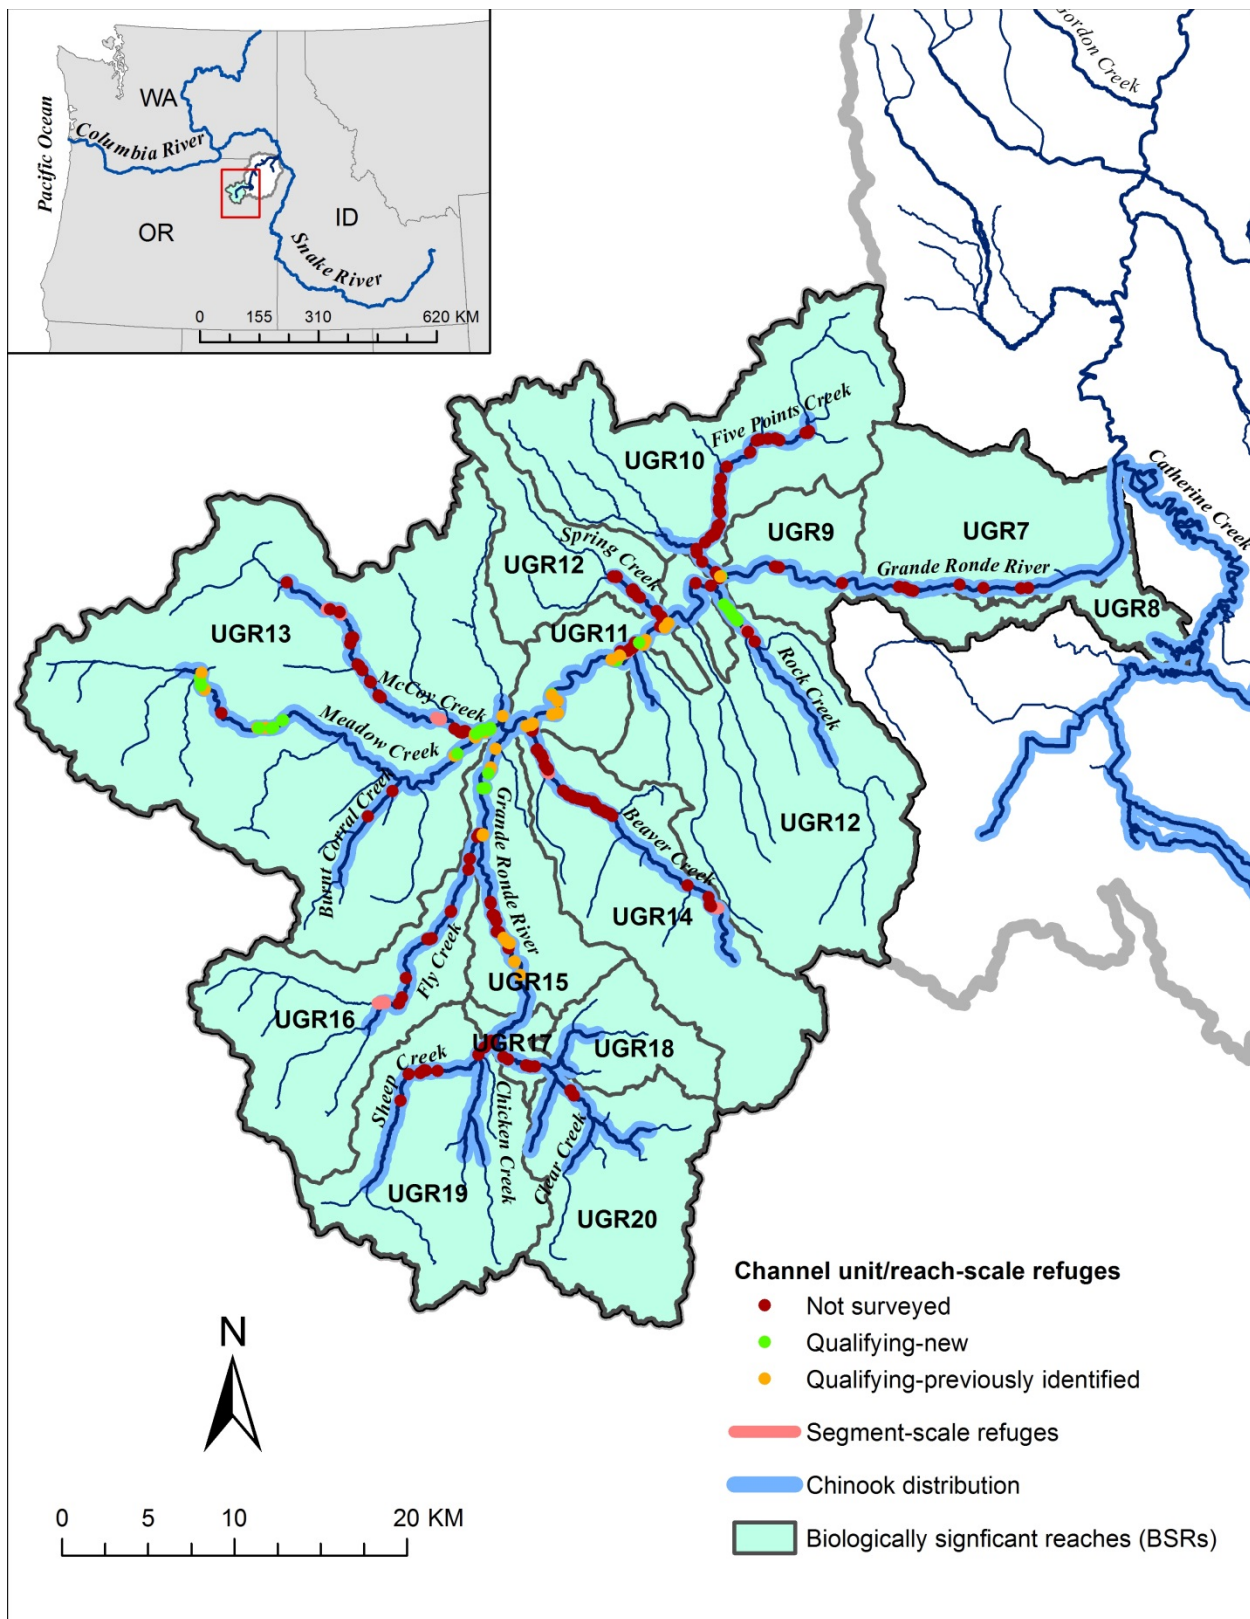 WA
Pacific Ocean
Columbia River
OR
ID
Snake River
0 155 310 620 KM
Gordon Creek
Five Points Creek
UGR10
Catherine Creek
UGR9
UGR7
Spring Creek
UGR12
Grande Ronde River
UGR8
UGR13
UGR11
McCoy Creek
Rock Creek
Meadow Creek
Burnt Corral Creek
Grande Ronde River
Beaver Creek
UGR12
UGR14
Fly Creek
UGR15
UGR16
UGR17
UGR18
Sheep Creek
Chicken Creek
Clear Creek
UGR19
UGR20
Channel unit/reach-scale refuges
Not surveyed
Qualifying-new
Qualifying-previously identified
Segment-scale refuges
Chinook distribution
Biologically signficant reaches (BSRs)
N
0 5 10 20 KM